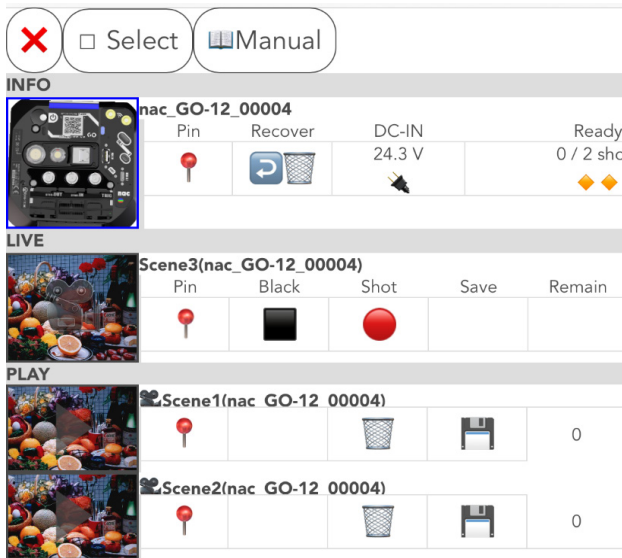 ❌ □ Select 📖Manual
INFO
nac_GO-12_00004
Pin Recover DC-IN Ready
24.3 V 0 / 2 sho
LIVE
Scene3(nac_GO-12_00004)
Pin Black Shot Save Remain
PLAY
Scene1(nac_GO-12_00004)
0
Scene2(nac_GO-12_00004)
0